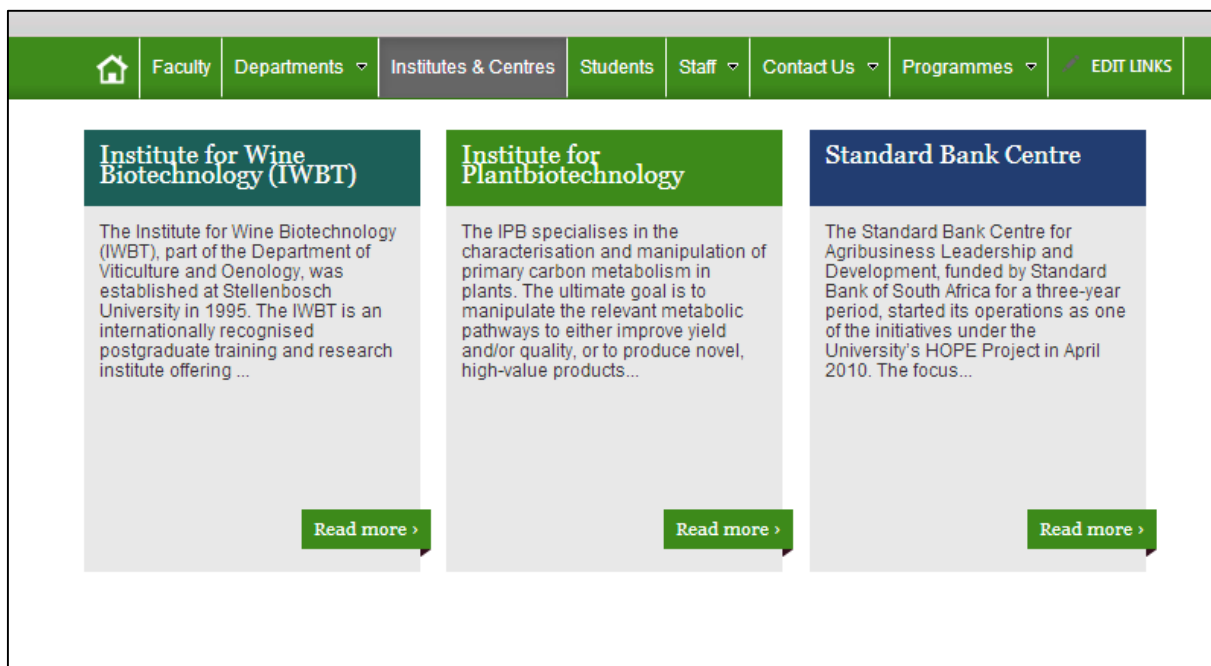 Faculty
Departments
Institutes & Centres
Students
Staff
Contact Us
Programmes
EDIT LINKS
Institute for Wine
Biotechnology (IWBT)
The Institute for Wine Biotechnology
(IWBT), part of the Department of
Viticulture and Oenology, was
established at Stellenbosch
University in 1995. The IWBT is an
internationally recognised
postgraduate training and research
institute offering ...
Read more ›
Institute for
Plantbiotechnology
The IPB specialises in the
characterisation and manipulation of
primary carbon metabolism in
plants. The ultimate goal is to
manipulate the relevant metabolic
pathways to either improve yield
and/or quality, or to produce novel,
high-value products...
Read more ›
Standard Bank Centre
The Standard Bank Centre for
Agribusiness Leadership and
Development, funded by Standard
Bank of South Africa for a three-year
period, started its operations as one
of the initiatives under the
University’s HOPE Project in April
2010. The focus...
Read more ›